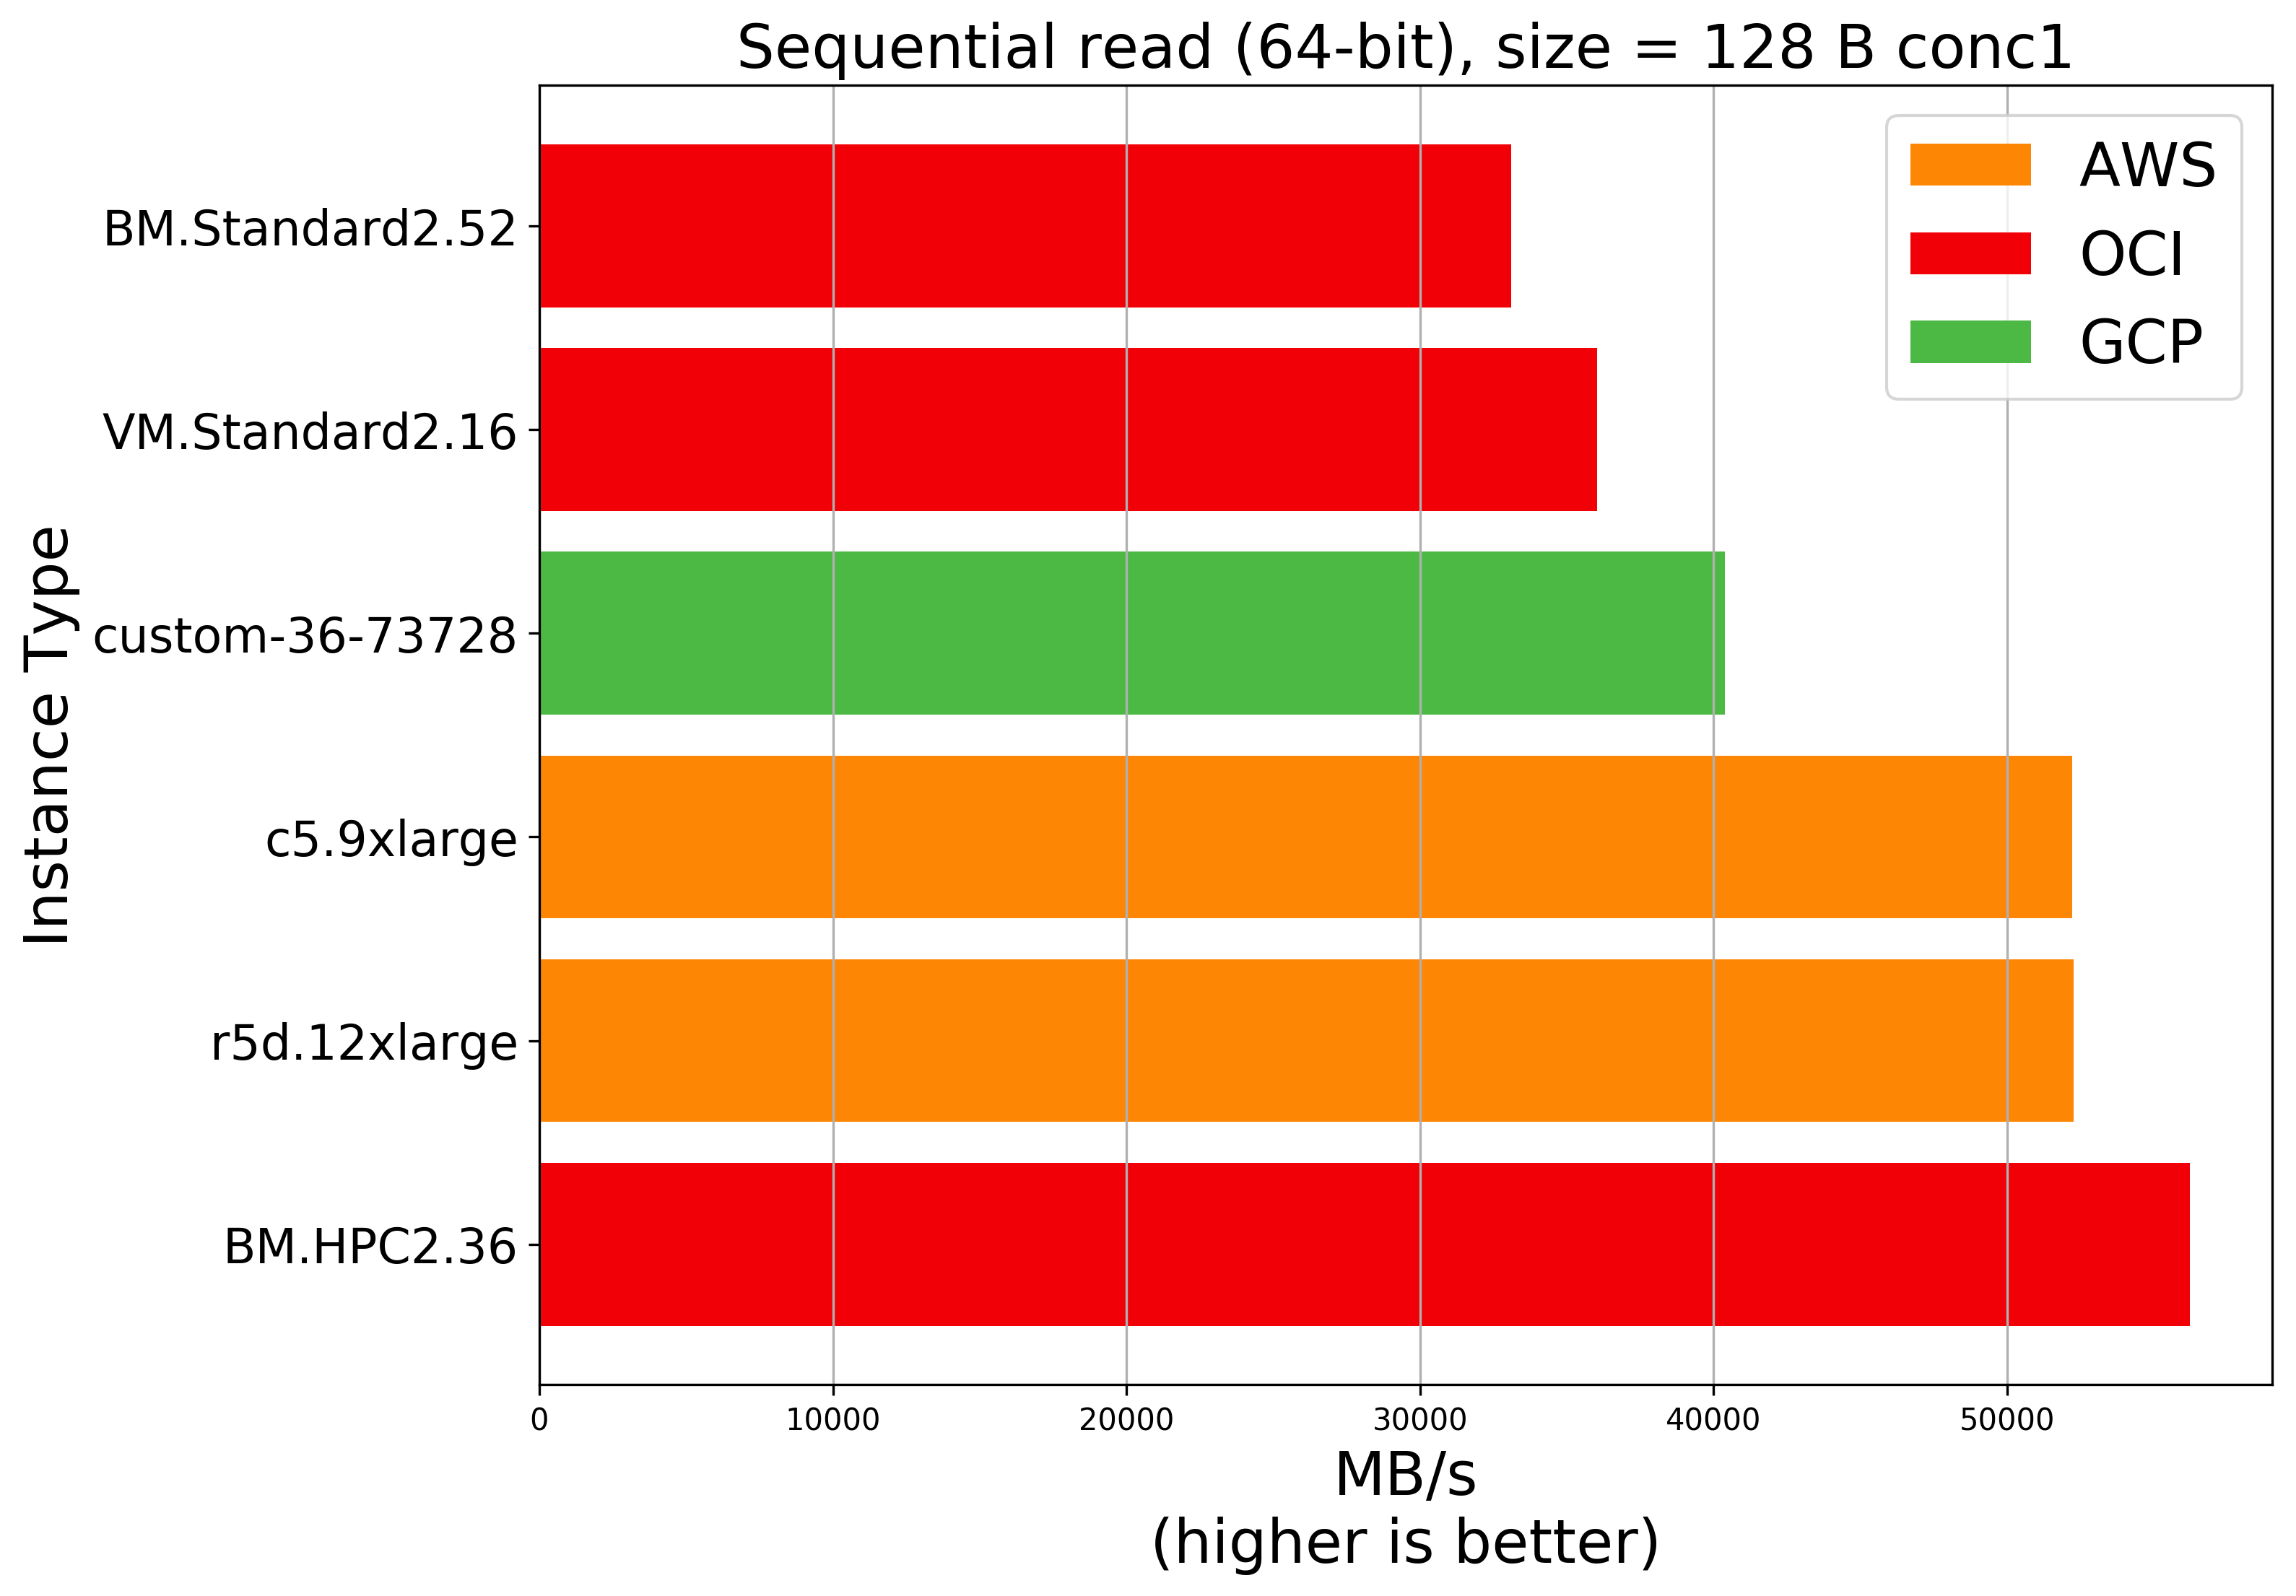 Sequential read (64-bit), size = 128 B conc1
AWS
OCI
GCP
Instance Type
BM.Standard2.52
VM.Standard2.16
custom-36-73728
c5.9xlarge
r5d.12xlarge
BM.HPC2.36
0 10000 20000 30000 40000 50000
MB/s
(higher is better)